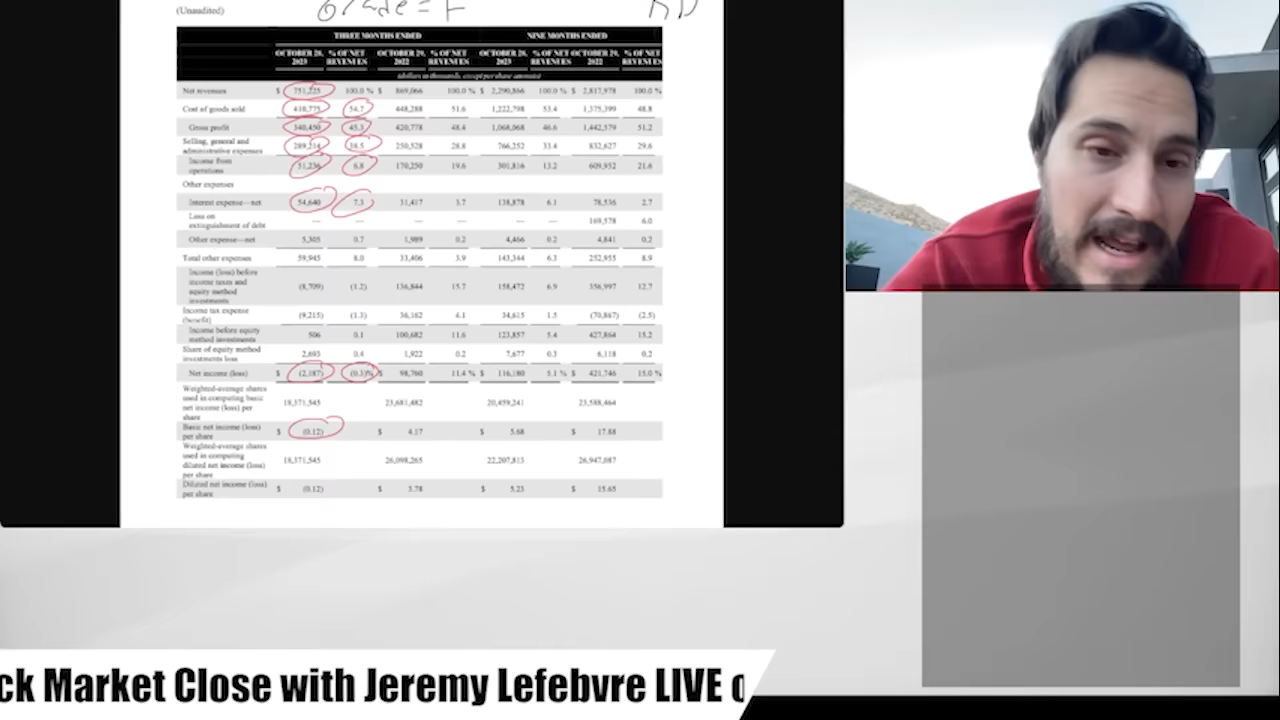 (Unaudited) Grade = F RD
THREE MONTHS ENDED NINE MONTHS ENDED
OCTOBER 28, 2023 % OF NET REVENUES OCTOBER 29, 2022 % OF NET REVENUES OCTOBER 28, 2023 % OF NET REVENUES OCTOBER 29, 2022 % OF NET REVENUES
(dollars in thousands, except per share amounts)
Net revenues $ 751,225 100.0 % $ 869,066 100.0 % $ 2,290,866 100.0 % $ 2,817,978 100.0 %
Cost of goods sold 410,775 54.7 448,288 51.6 1,222,798 53.4 1,375,399 48.8
Gross profit 340,450 45.3 420,778 48.4 1,068,068 46.6 1,442,579 51.2
Selling, general and
administrative expenses 289,214 38.5 250,528 28.8 766,252 33.4 832,627 29.6
Income from
operations 51,236 6.8 170,250 19.6 301,816 13.2 609,952 21.6
Other expenses
Interest expense—net 54,640 7.3 31,417 3.7 138,878 6.1 78,536 2.7
Loss on
extinguishment of debt — — — — — — 169,578 6.0
Other expense—net 5,305 0.7 1,989 0.2 4,466 0.2 4,841 0.2
Total other expenses 59,945 8.0 33,406 3.9 143,344 6.3 252,955 8.9
Income (loss) before
income taxes and
equity method
investments (8,709) (1.2) 136,844 15.7 158,472 6.9 356,997 12.7
Income tax expense
(benefit) (9,215) (1.3) 36,162 4.1 34,615 1.5 (70,867) (2.5)
Income before equity
method investments 506 0.1 100,682 11.6 123,857 5.4 427,864 15.2
Share of equity method
investments loss 2,693 0.4 1,922 0.2 7,677 0.3 6,118 0.2
Net income (loss) $ (2,187) (0.3)% $ 98,760 11.4 % $ 116,180 5.1 % $ 421,746 15.0 %
Weighted-average shares
used in computing basic
net income (loss) per
share 18,371,545 23,681,482 20,459,241 23,588,464
Basic net income (loss)
per share $ (0.12) $ 4.17 $ 5.68 $ 17.88
Weighted-average shares
used in computing
diluted net income (loss)
per share 18,371,545 26,098,265 22,207,813 26,947,087
Diluted net income (loss)
per share $ (0.12) $ 3.78 $ 5.23 $ 15.65
ck Market Close with Jeremy Lefebvre LIVE o